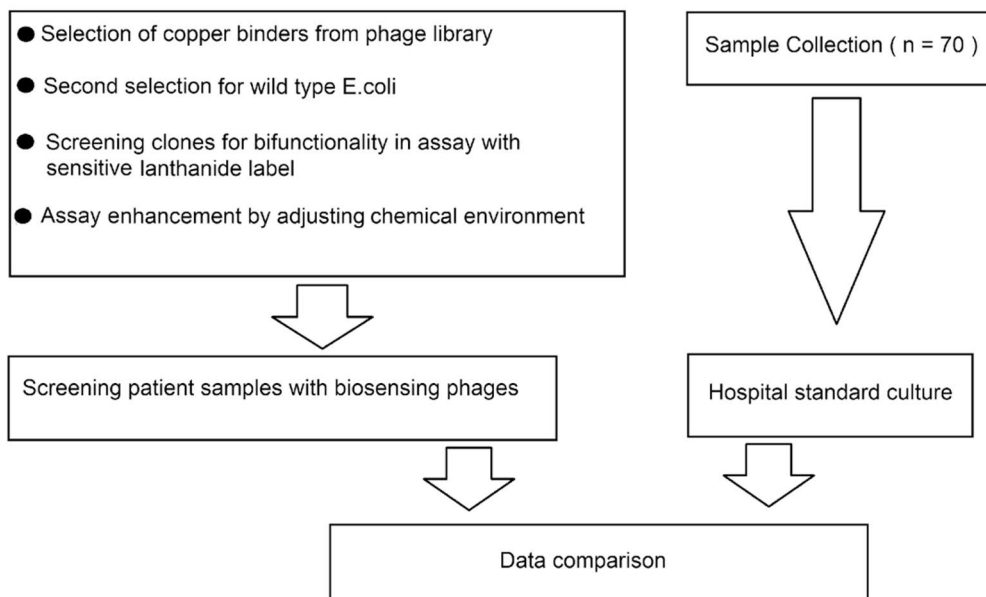 ● Selection of copper binders from phage library
● Second selection for wild type E.coli
● Screening clones for bifunctionality in assay with
sensitive lanthanide label
● Assay enhancement by adjusting chemical environment
Sample Collection ( n = 70 )
Screening patient samples with biosensing phages
Hospital standard culture
Data comparison